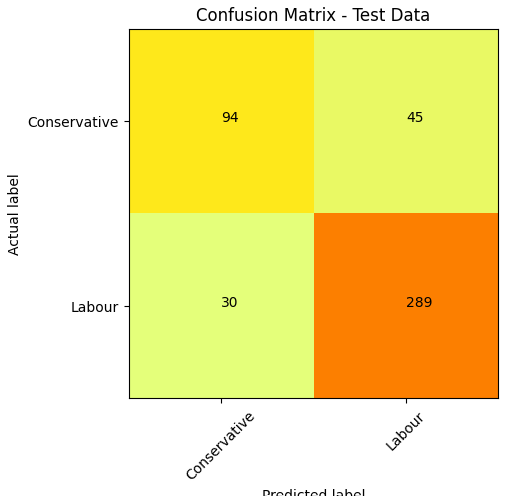 Confusion Matrix - Test Data
Conservative
94
45
Actual label
Labour
30
289
Conservative
Labour
Predicted label